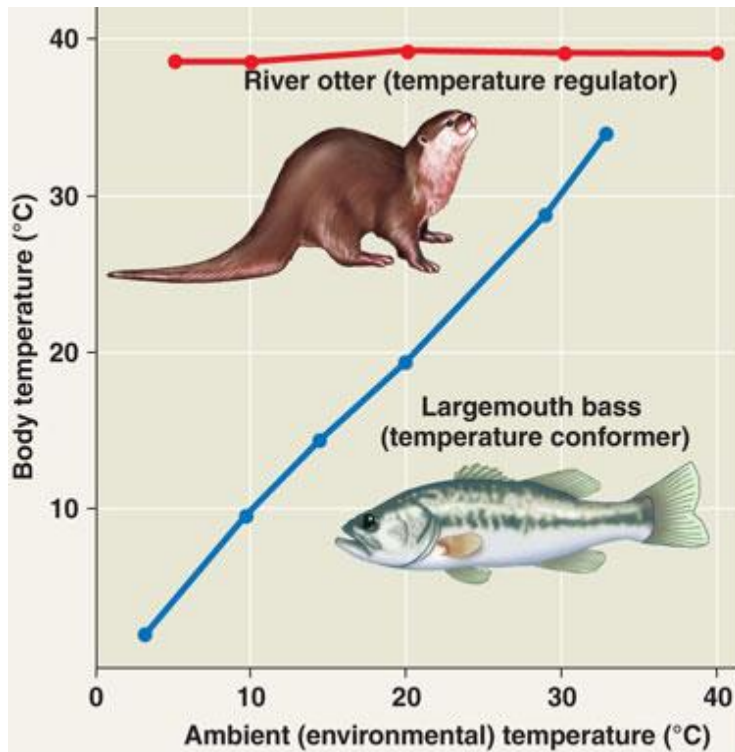 40
River otter (temperature regulator)
30
Body temperature (°C)
20
Largemouth bass
(temperature conformer)
10
0 10 20 30 40
Ambient (environmental) temperature (°C)